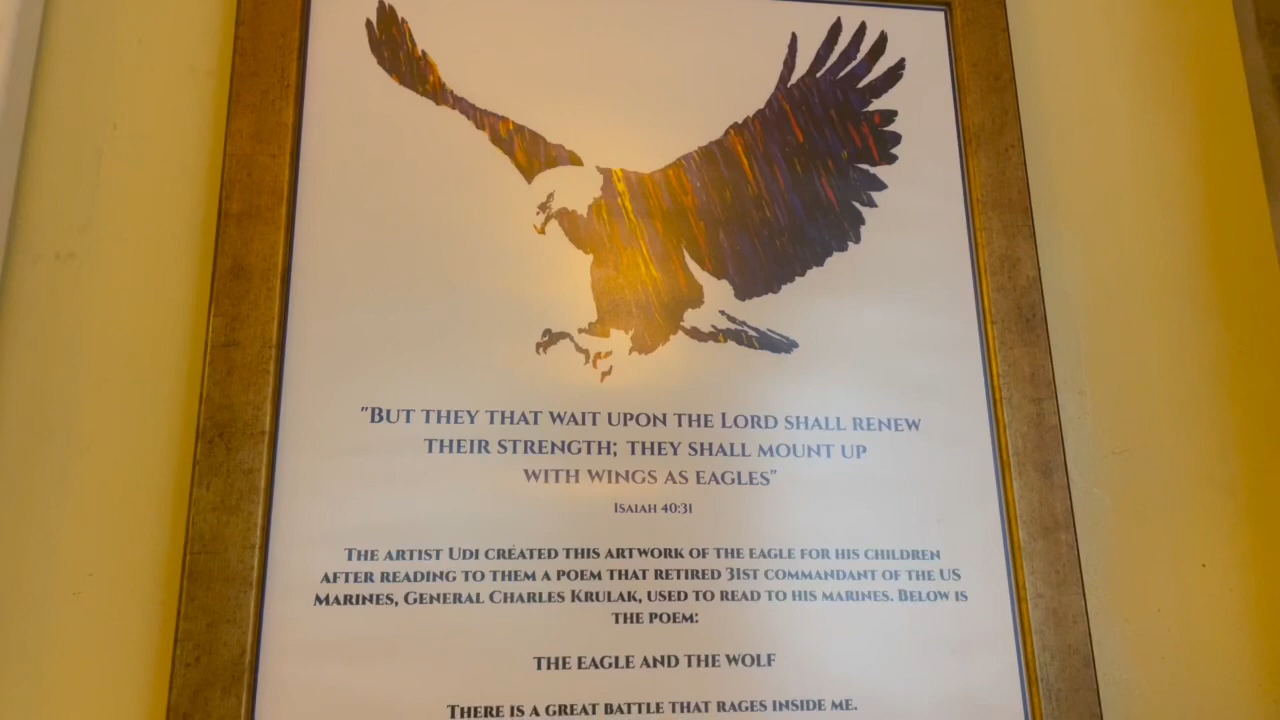 "But they that wait upon the Lord shall renew
their strength; they shall mount up
with wings as eagles"
Isaiah 40:31
The artist Udi created this artwork of the eagle for his children
after reading to them a poem that retired 31st commandant of the US
Marines, General Charles Krulak, used to read to his marines. Below is
the poem:
The Eagle and the Wolf
There is a great battle that rages inside me.